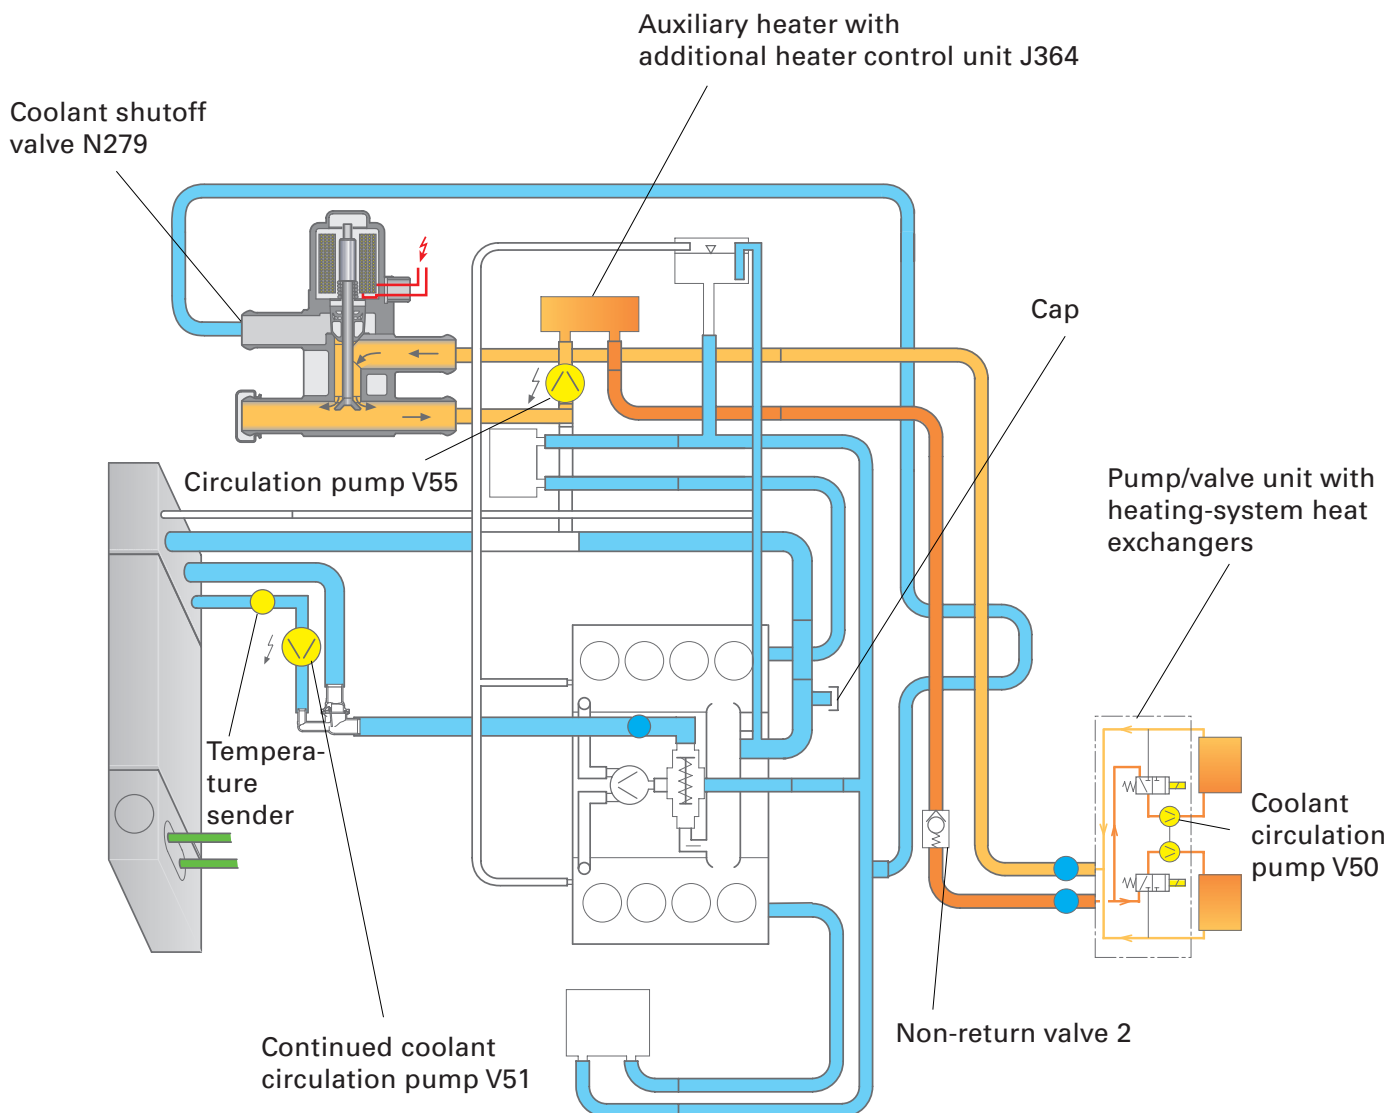 Auxiliary heater with
additional heater control unit J364
Coolant shutoff
valve N279
Cap
Circulation pump V55
Pump/valve unit with
heating-system heat
exchangers
Tempera-
ture
sender
Coolant
circulation
pump V50
Non-return valve 2
Continued coolant
circulation pump V51